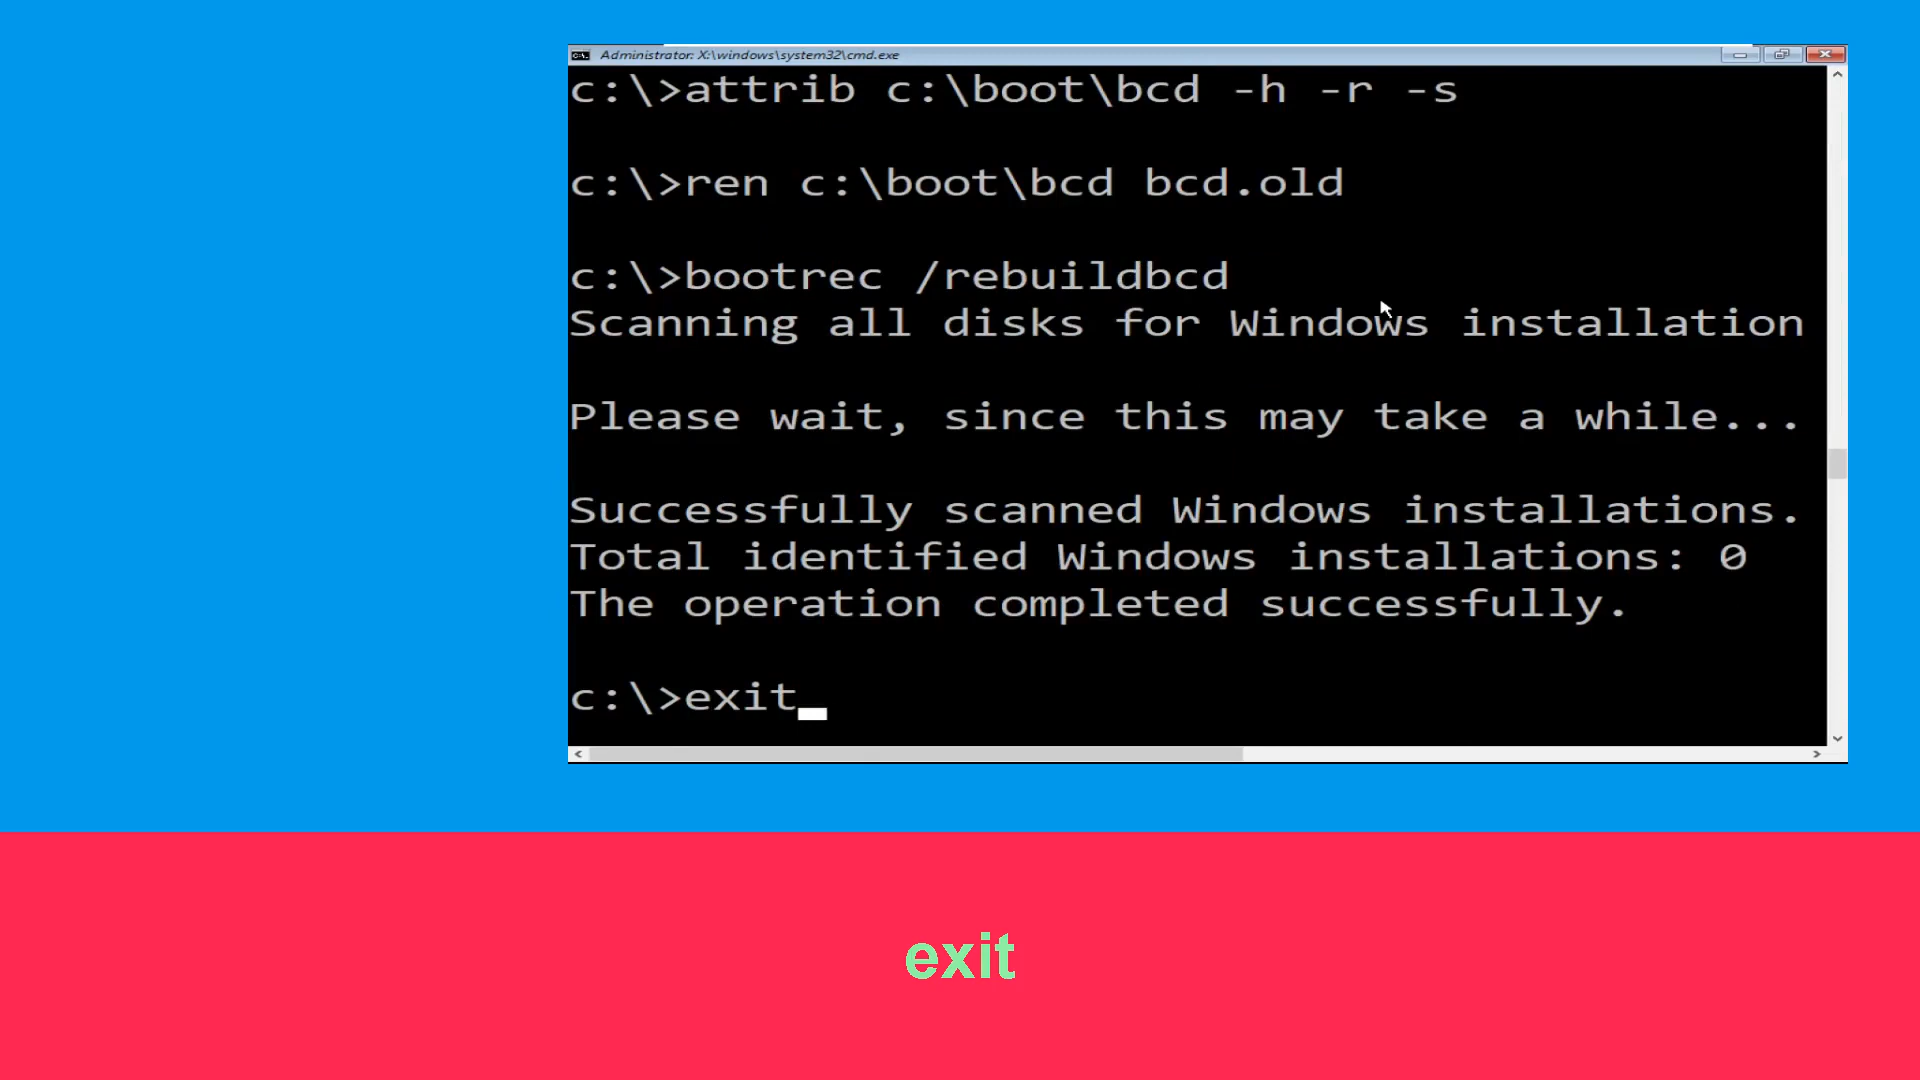 Administrator: X:\windows\system32\cmd.exe
c:\>attrib c:\boot\bcd -h -r -s
c:\>ren c:\boot\bcd bcd.old
c:\>bootrec /rebuildbcd
Scanning all disks for Windows installation
Please wait, since this may take a while...
Successfully scanned Windows installations.
Total identified Windows installations: 0
The operation completed successfully.
c:\>exit
exit